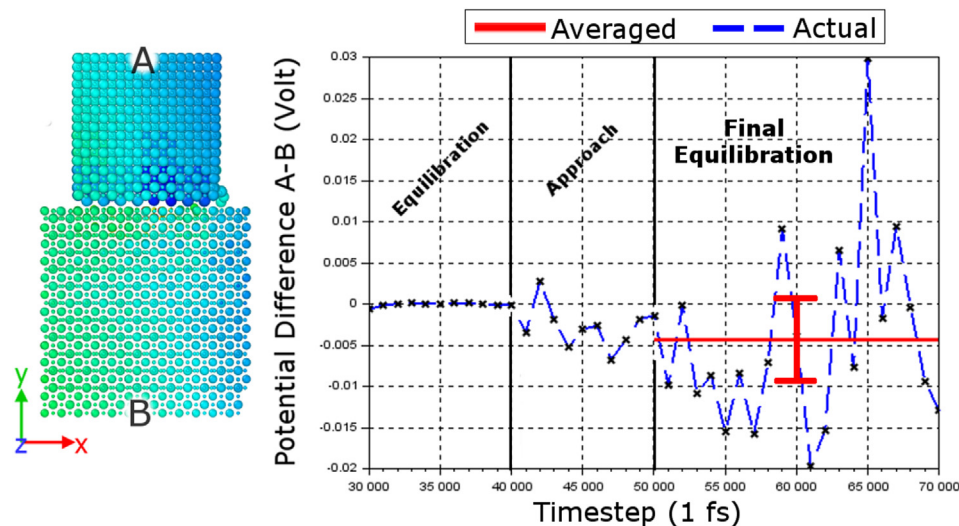 A
B
y
z
x
Averaged
Actual
Potential Difference A-B (Volt)
0.03
0.025
0.02
0.015
0.01
0.005
0
-0.005
-0.01
-0.015
-0.02
Equilibration
Approach
Final
Equilibration
30 000
35 000
40 000
45 000
50 000
55 000
60 000
65 000
70 000
Timestep (1 fs)